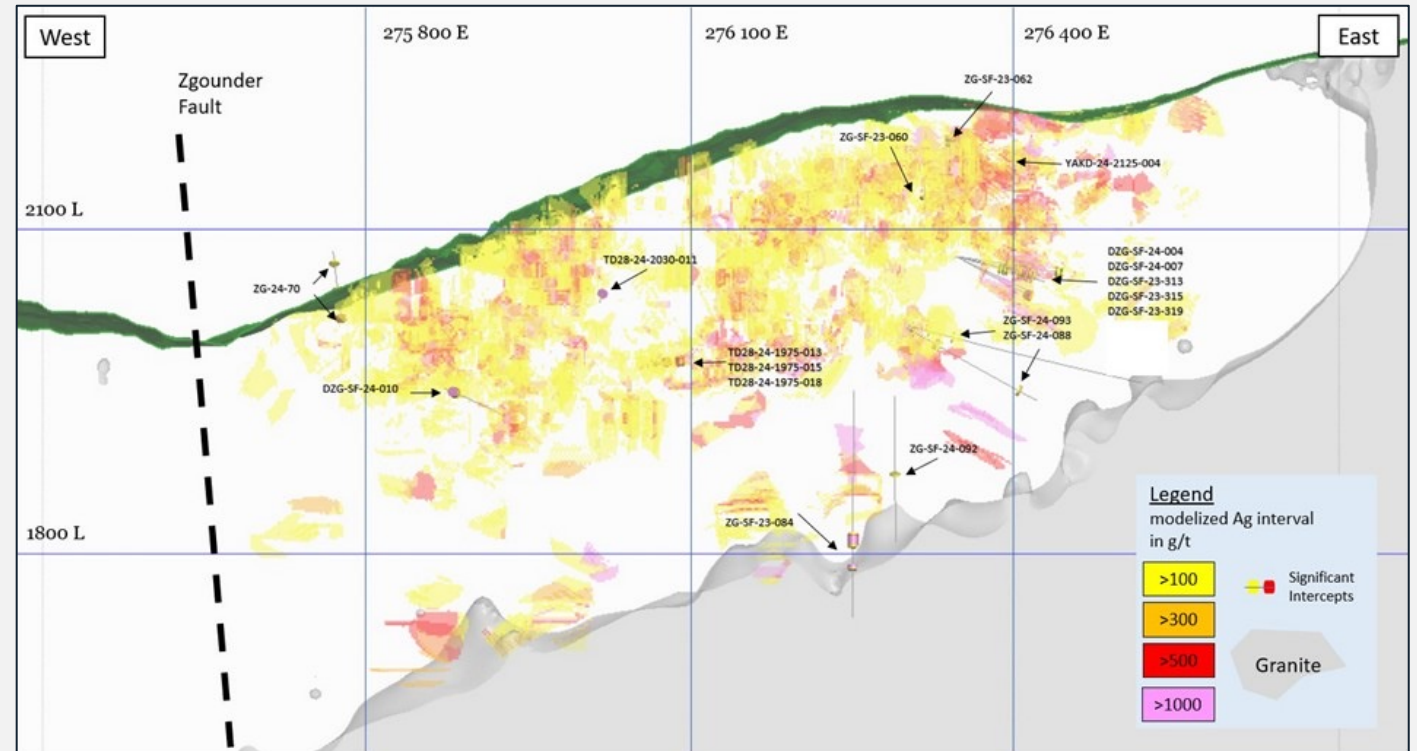 West
275 800 E
276 100 E
276 400 E
East
Zgounder
Fault
ZG-SF-23-062
ZG-SF-23-060
YAKD-24-2125-004
2100 L
TD28-24-2030-011
DZG-SF-24-004
DZG-SF-24-007
DZG-SF-23-313
DZG-SF-23-315
DZG-SF-23-319
ZG-24-70
ZG-SF-24-093
ZG-SF-24-088
TD28-24-1975-013
TD28-24-1975-015
TD28-24-1975-018
DZG-SF-24-010
ZG-SF-24-092
ZG-SF-23-084
1800 L
Legend
modelized Ag interval
in g/t
>100
>300
>500
>1000
Significant
Intercepts
Granite